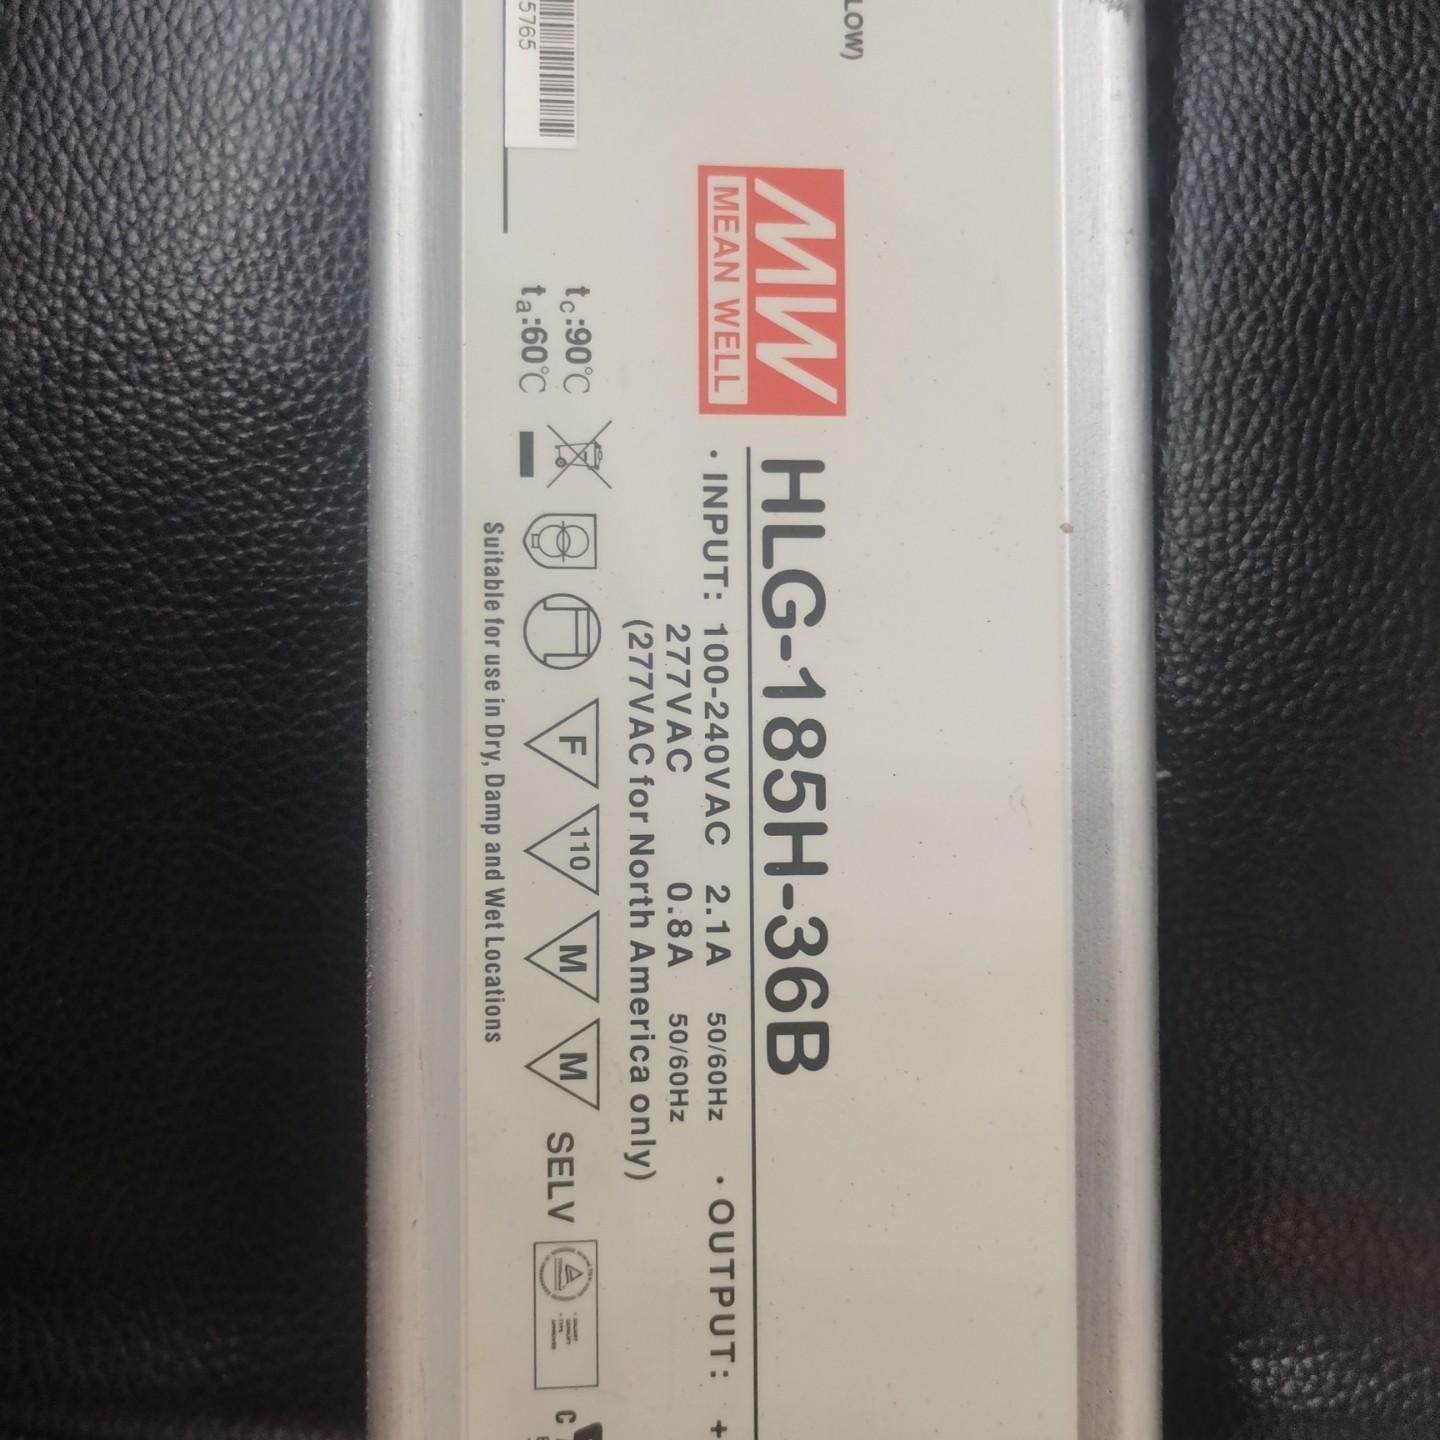 LOW)
MW
MEAN WELL
HLG-185H-36B
· INPUT: 100-240VAC 2.1A 50/60Hz
277VAC 0.8A 50/60Hz
(277VAC for North America only)
· OUTPUT: +
tc:90℃
ta:60℃
F
110
M
M
SELV
Suitable for use in Dry, Damp and Wet Locations
5765